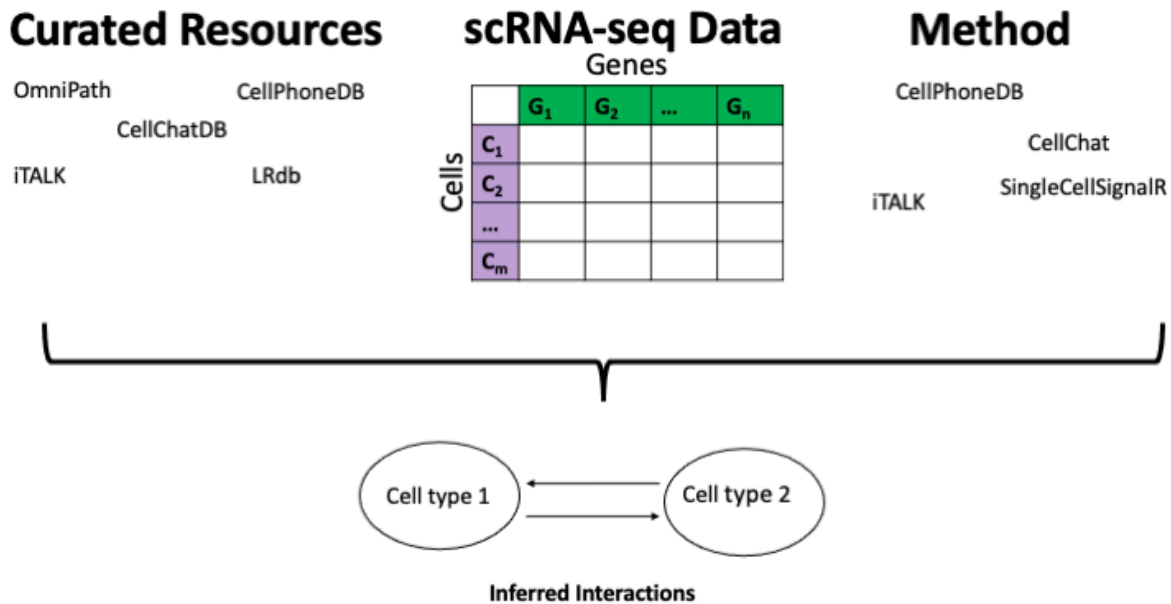 Curated Resources
OmniPath
CellPhoneDB
CellChatDB
iTALK
LRdb
scRNA-seq Data
Genes
Cells
G₁ G₂ ... Gₙ
C₁
C₂
...
Cₘ
Method
CellPhoneDB
CellChat
SingleCellSignalR
iTALK
Cell type 1
Cell type 2
Inferred Interactions